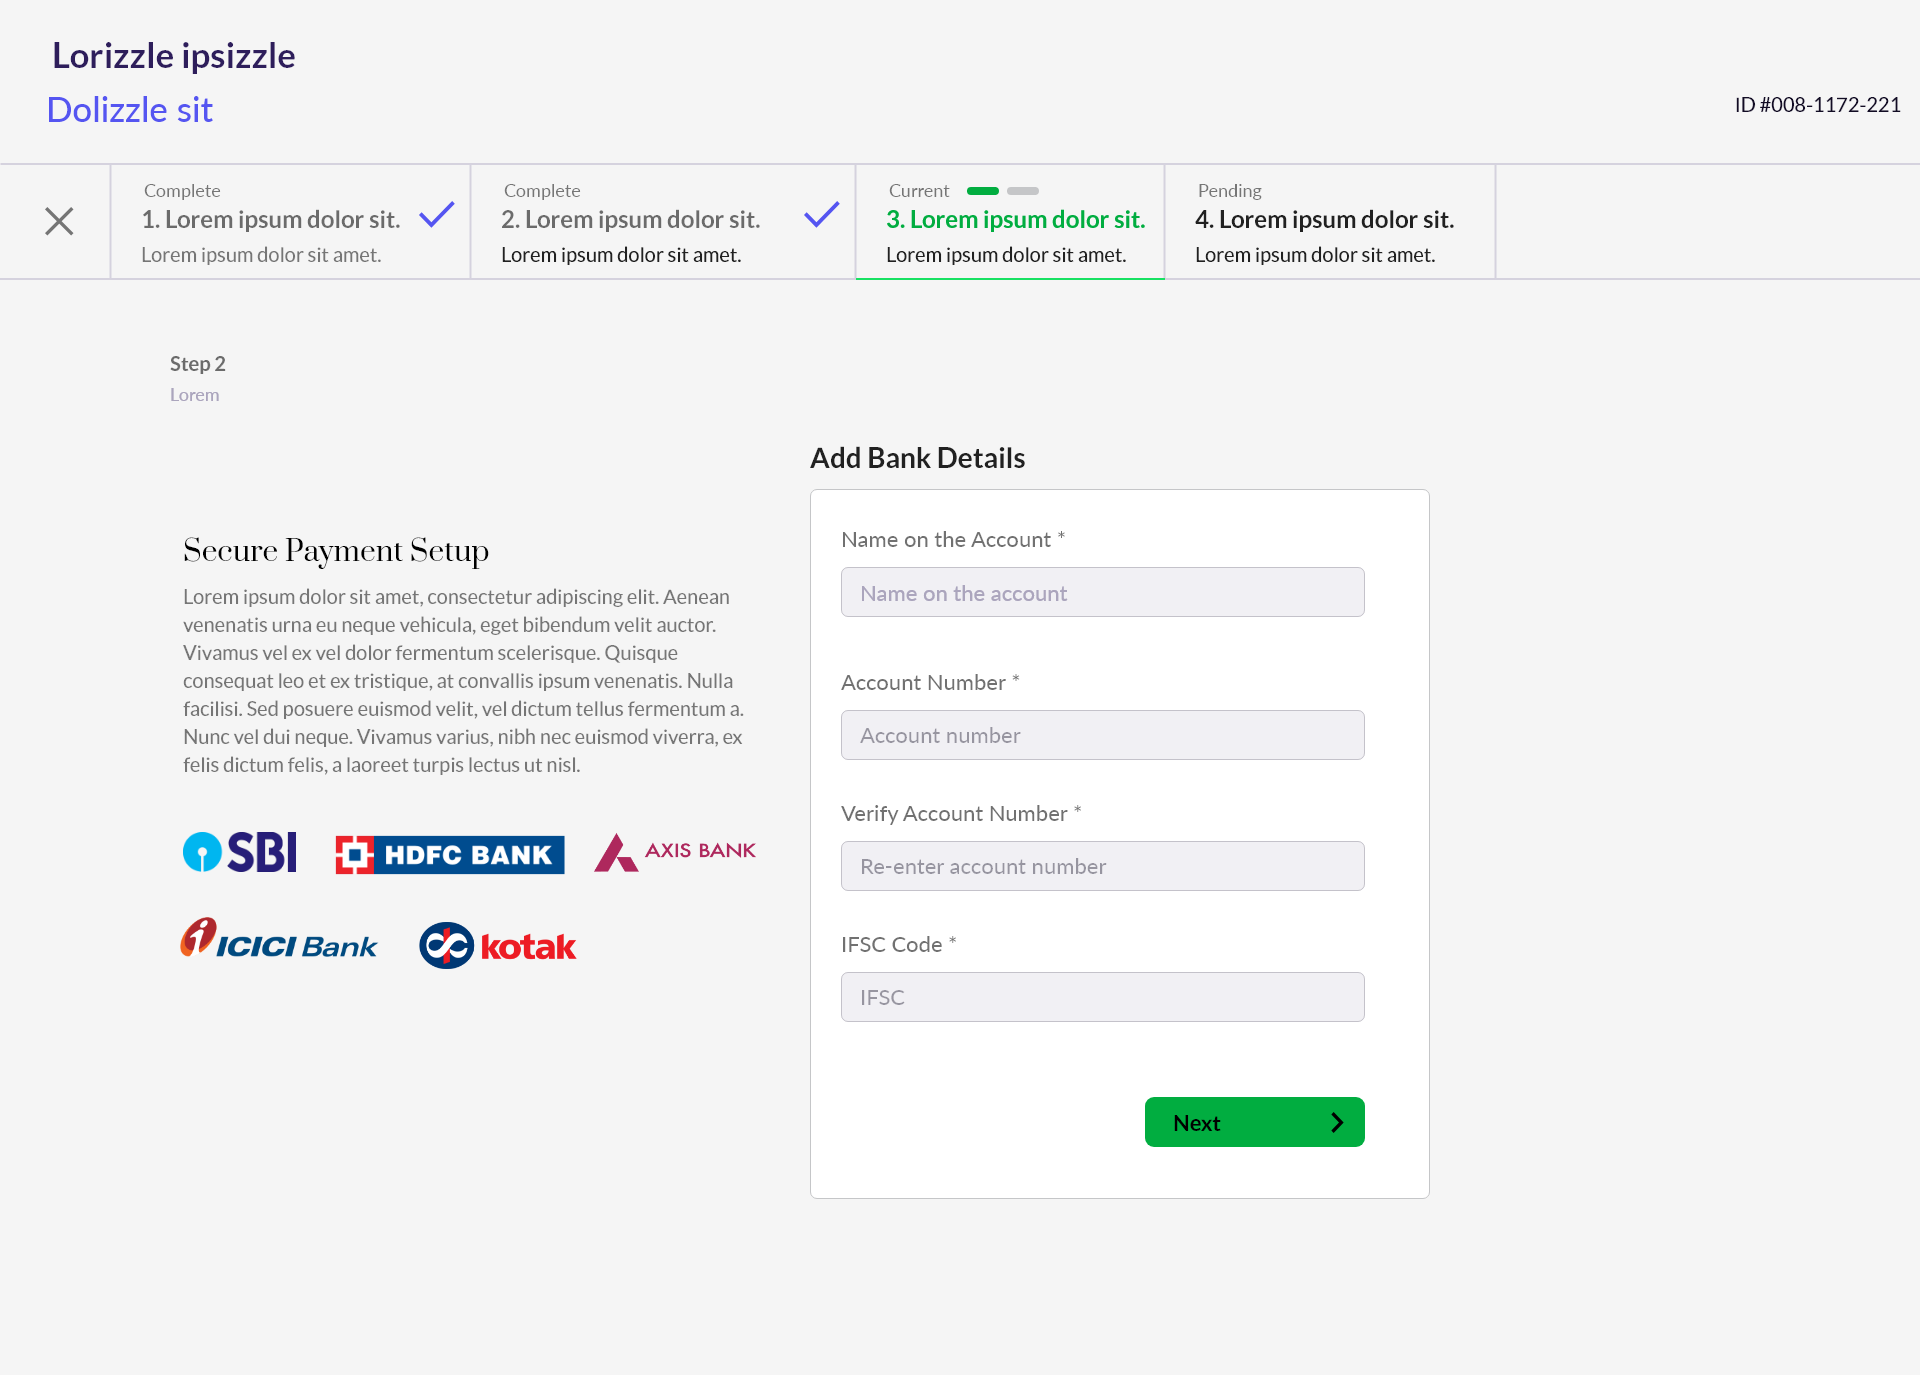 Lorizzle ipsizzle
Dolizzle sit
ID #008-1172-221
Complete
1. Lorem ipsum dolor sit.
Lorem ipsum dolor sit amet.
Complete
2. Lorem ipsum dolor sit.
Lorem ipsum dolor sit amet.
Current
3. Lorem ipsum dolor sit.
Lorem ipsum dolor sit amet.
Pending
4. Lorem ipsum dolor sit.
Lorem ipsum dolor sit amet.
Step 2
Lorem
Secure Payment Setup
Lorem ipsum dolor sit amet, consectetur adipiscing elit. Aenean
venenatis urna eu neque vehicula, eget bibendum velit auctor.
Vivamus vel ex vel dolor fermentum scelerisque. Quisque
consequat leo et ex tristique, at convallis ipsum venenatis. Nulla
facilisi. Sed posuere euismod velit, vel dictum tellus fermentum a.
Nunc vel dui neque. Vivamus varius, nibh nec euismod viverra, ex
felis dictum felis, a laoreet turpis lectus ut nisl.
SBI
HDFC BANK
AXIS BANK
ICICI Bank
kotak
Add Bank Details
Name on the Account *
Name on the account
Account Number *
Account number
Verify Account Number *
Re-enter account number
IFSC Code *
IFSC
Next